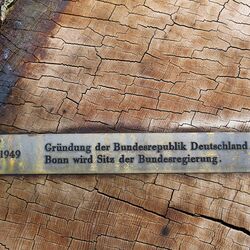 1949 Gründung der Bundesrepublik Deutschland
Bonn wird Sitz der Bundesregierung.